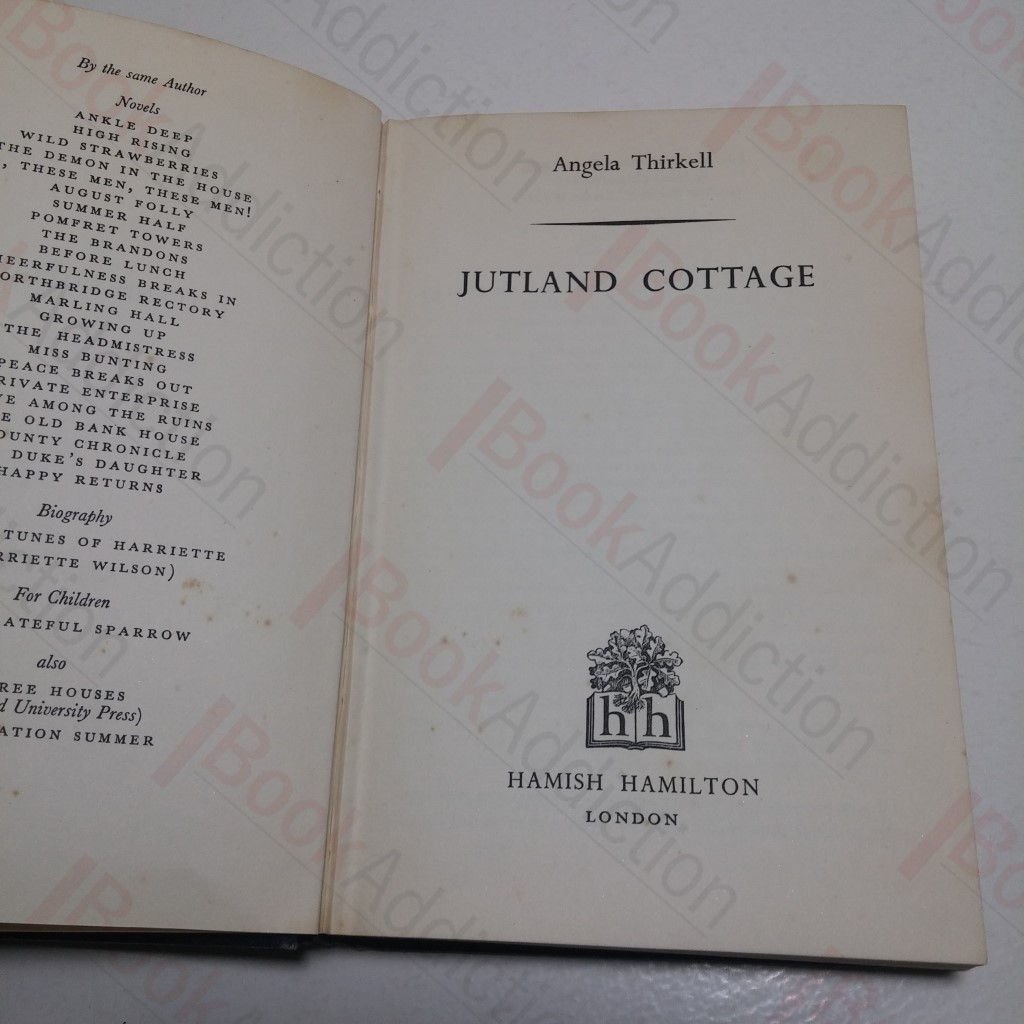 By the same Author
Novels
ANKLE DEEP
HIGH RISING
WILD STRAWBERRIES
THE DEMON IN THE HOUSE
, THESE MEN, THESE MEN!
AUGUST FOLLY
SUMMER HALF
POMFRET TOWERS
THE BRANDONS
BEFORE LUNCH
EERFULNESS BREAKS IN
ORTHBRIDGE RECTORY
MARLING HALL
GROWING UP
THE HEADMISTRESS
MISS BUNTING
PEACE BREAKS OUT
RIVATE ENTERPRISE
VE AMONG THE RUINS
E OLD BANK HOUSE
OUNTY CHRONICLE
DUKE'S DAUGHTER
HAPPY RETURNS
Biography
TUNES OF HARRIETTE
RRIETTE WILSON)
For Children
ATEFUL SPARROW
also
REE HOUSES
d University Press)
ATION SUMMER
Angela Thirkell
JUTLAND COTTAGE
h h
HAMISH HAMILTON
LONDON
BookAddiction